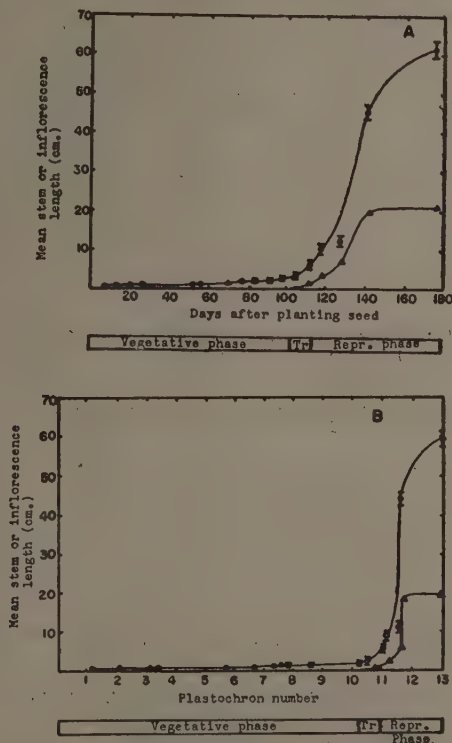 A
Mean stem or inflorescence
length (cm.)
70
60
50
40
30
20
10
20 40 60 80 100 120 140 160 180
Days after planting seed
Vegetative phase Tr Repr. phase
B
Mean stem or inflorescence
length (cm.)
70
60
50
40
30
20
10
1 2 3 4 5 6 7 8 9 10 11 12 13
Plastochron number
Vegetative phase Tr Repr.
Phase